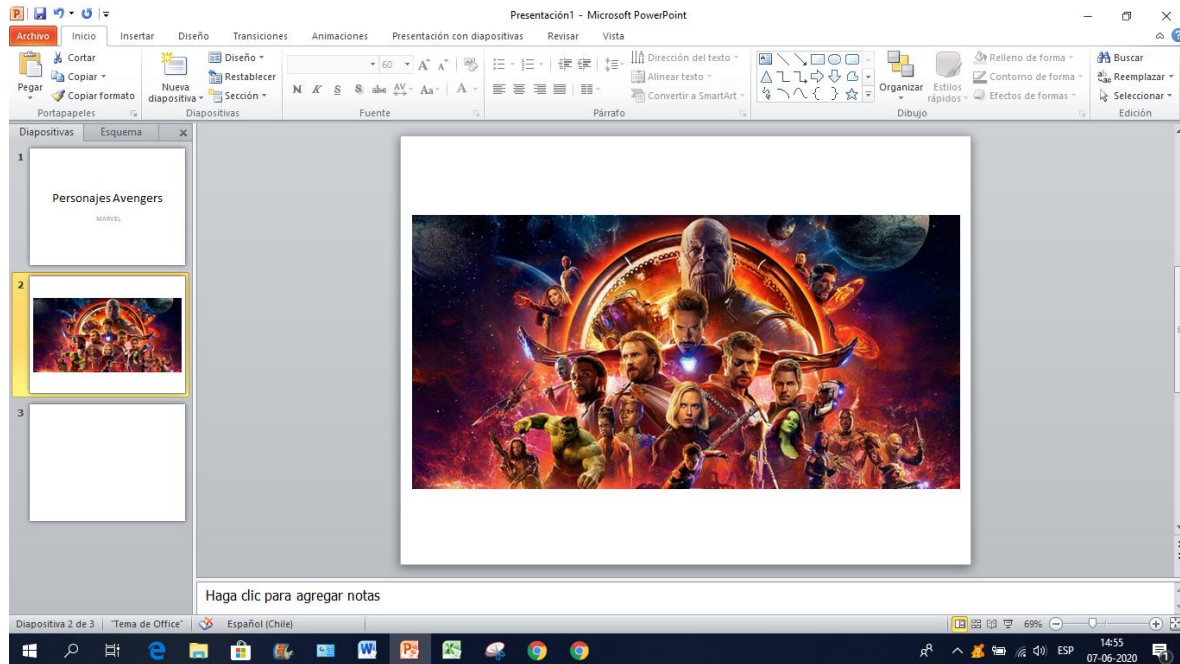 Presentación1 - Microsoft PowerPoint
Archivo Inicio Insertar Diseño Transiciones Animaciones Presentación con diapositivas Revisar Vista
Pegar
Cortar
Copiar
Copiar formato
Portapapeles
Nueva
diapositiva
Diseño
Restablecer
Sección
Diapositivas
60
N K S S abc AV Aa A
Fuente
Dirección del texto
Alinear texto
Convertir a SmartArt
Párrafo
Organizar
Estilos
rápidos
Relleno de forma
Contorno de forma
Efectos de formas
Dibujo
Buscar
Reemplazar
Seleccionar
Edición
Diapositivas Esquema
1
Personajes Avengers
MARVEL
2
3
Haga clic para agregar notas
Diapositiva 2 de 3 "Tema de Office" Español (Chile) 69%
ESP
14:55
07-06-2020